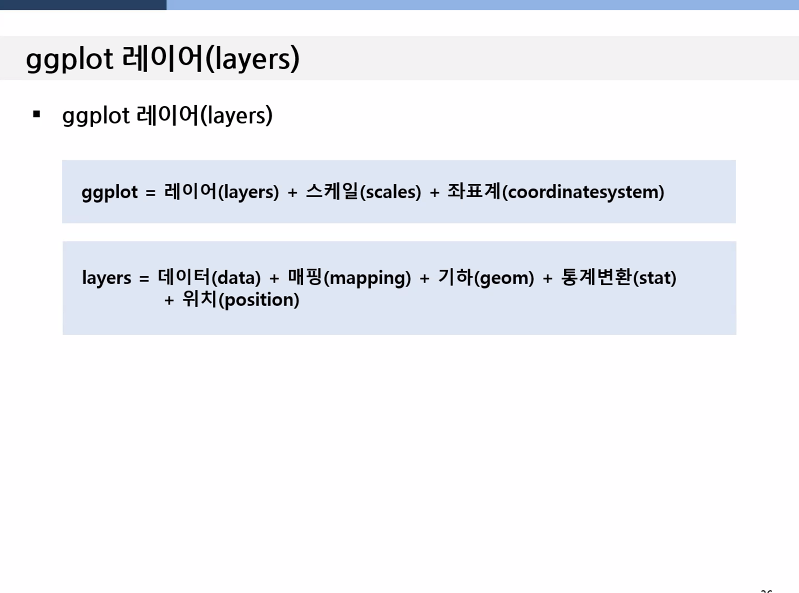 ggplot 레이어(layers)
▪ ggplot 레이어(layers)
ggplot = 레이어(layers) + 스케일(scales) + 좌표계(coordinatesystem)
layers = 데이터(data) + 매핑(mapping) + 기하(geom) + 통계변환(stat)
+ 위치(position)